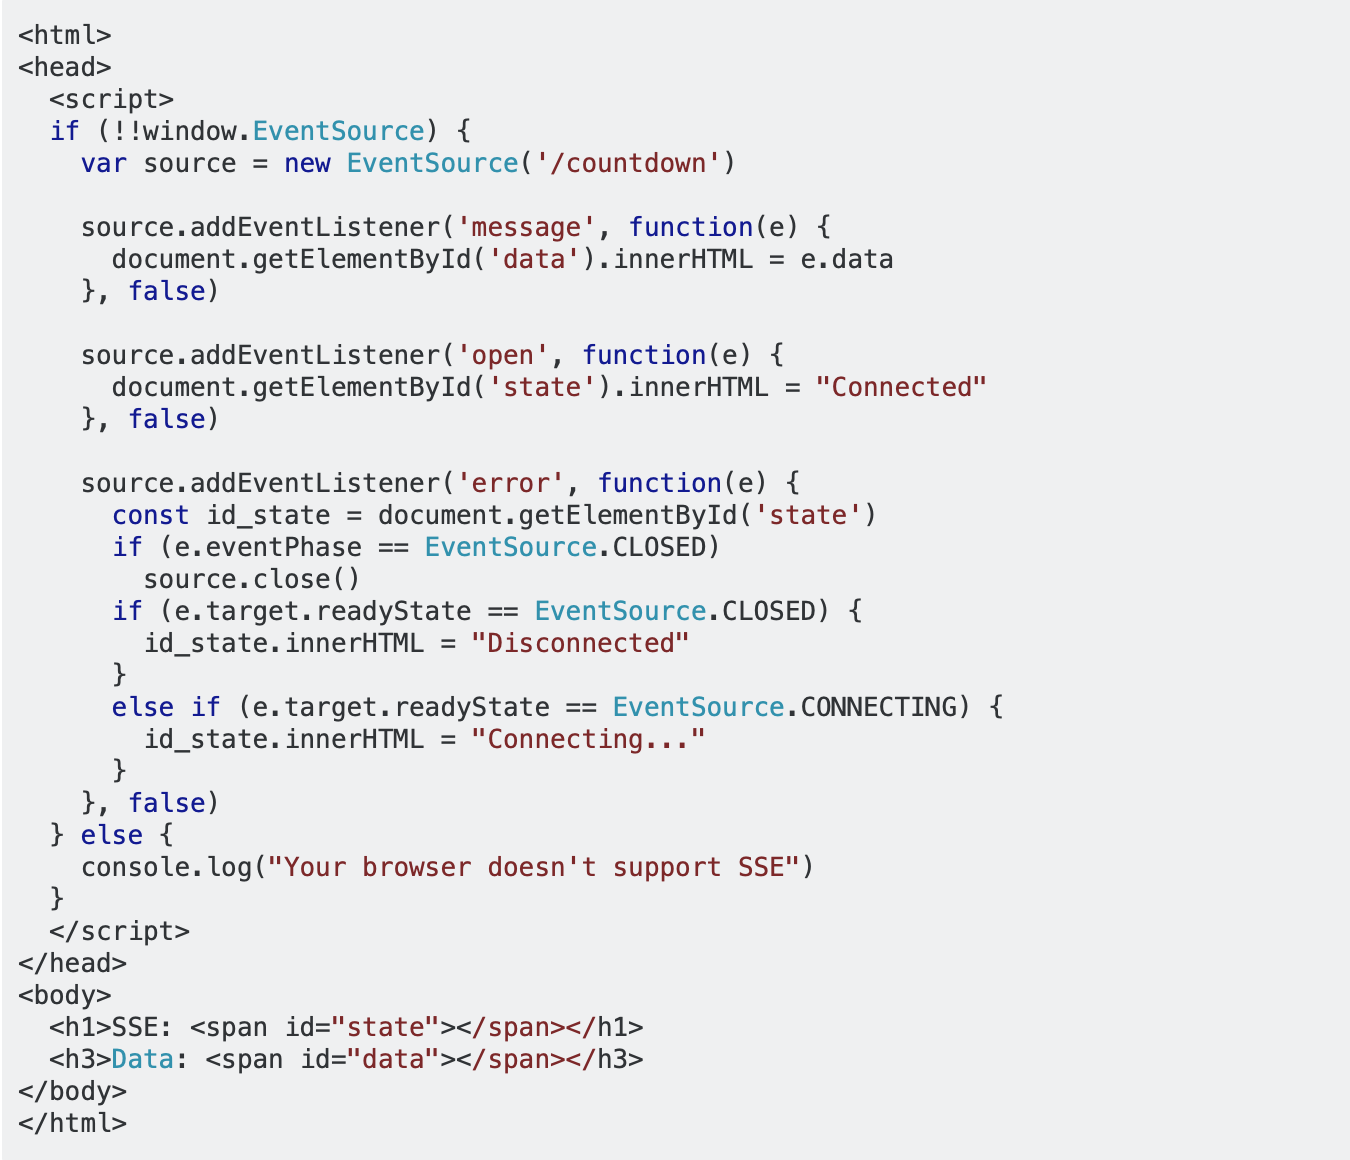 <html>
<head>
  <script>
  if (!!window.EventSource) {
    var source = new EventSource('/countdown')

    source.addEventListener('message', function(e) {
      document.getElementById('data').innerHTML = e.data
    }, false)

    source.addEventListener('open', function(e) {
      document.getElementById('state').innerHTML = "Connected"
    }, false)

    source.addEventListener('error', function(e) {
      const id_state = document.getElementById('state')
      if (e.eventPhase == EventSource.CLOSED)
        source.close()
      if (e.target.readyState == EventSource.CLOSED) {
        id_state.innerHTML = "Disconnected"
      }
      else if (e.target.readyState == EventSource.CONNECTING) {
        id_state.innerHTML = "Connecting..."
      }
    }, false)
  } else {
    console.log("Your browser doesn't support SSE")
  }
  </script>
</head>
<body>
  <h1>SSE: <span id="state"></span></h1>
  <h3>Data: <span id="data"></span></h3>
</body>
</html>